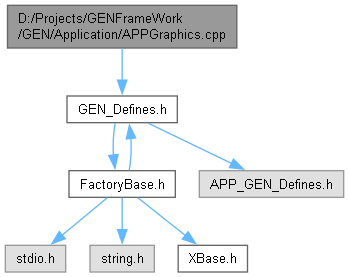 D:/Projects/GENFrameWork
/GEN/Application/APPGraphics.cpp
GEN_Defines.h
FactoryBase.h
APP_GEN_Defines.h
stdio.h
string.h
XBase.h